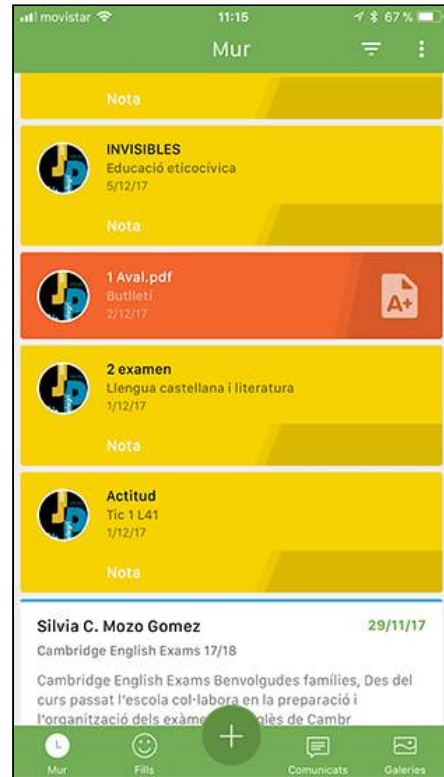 movistar 11:15 67 %
Mur
Nota
INVISIBLES
Educació eticocívica
5/12/17
Nota
1 Aval.pdf
Butlletí
2/12/17
A+
2 examen
Llengua castellana i literatura
1/12/17
Nota
Actitud
Tic 1 L41
1/12/17
Nota
Silvia C. Mozo Gomez 29/11/17
Cambridge English Exams 17/18
Cambridge English Exams Benvolgudes famílies, Des del
curs passat l'escola col·labora en la preparació i
l'organització dels exàme glès de Cambr
+
Mur Fills Comunicats Galeries